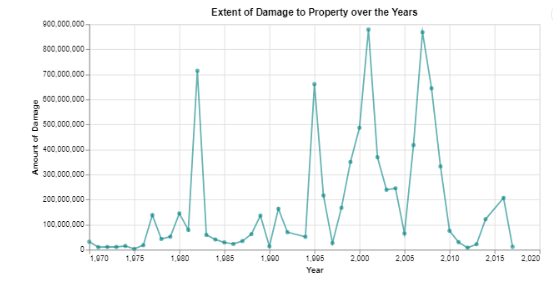 Extent of Damage to Property over the Years
Amount of Damage
900,000,000
800,000,000
700,000,000
600,000,000
500,000,000
400,000,000
300,000,000
200,000,000
100,000,000
0
1,970 1,975 1,980 1,985 1,990 1,995 2,000 2,005 2,010 2,015 2,020
Year